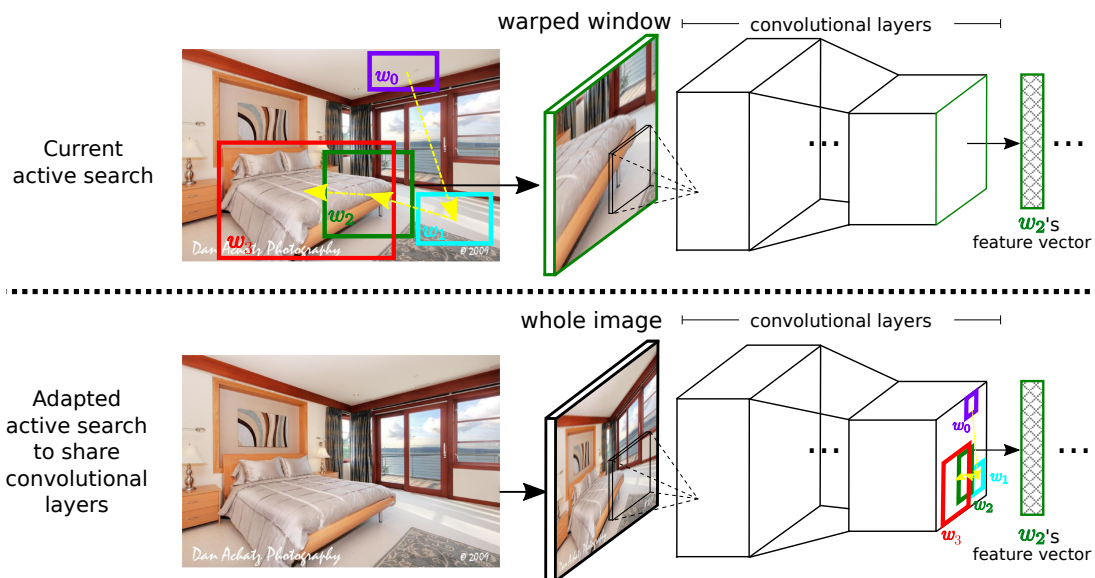 warped window
convolutional layers
Current
active search
w₀
w₁
w₂
w₃
Dan Achatz Photography
© 2009
...
...
w₂'s
feature vector
whole image
convolutional layers
Adapted
active search
to share
convolutional
layers
Dan Achatz Photography
© 2009
...
w₀
w₁
w₂
w₃
...
w₂'s
feature vector